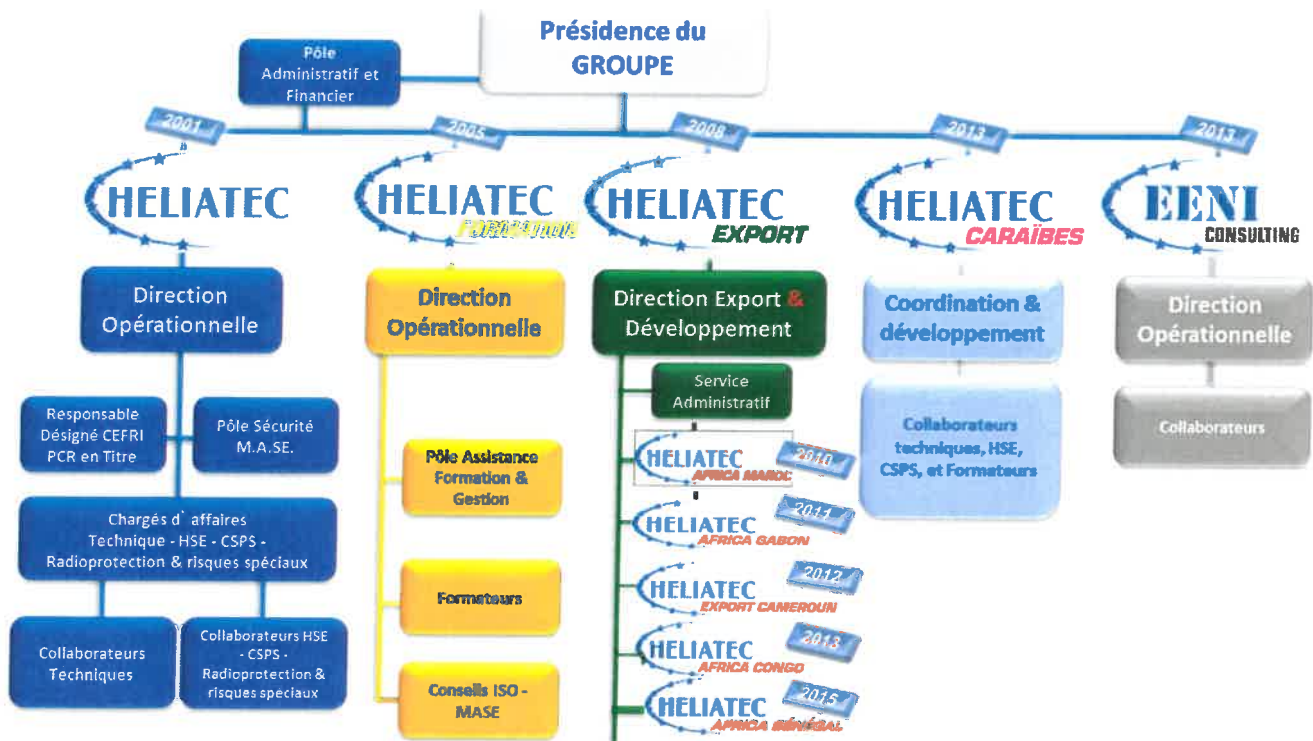 Présidence du
GROUPE
Pôle
Administratif et
Financier
2001
2005
2008
2013
2013
HELIATEC
HELIATEC
FORMATION
HELIATEC
EXPORT
HELIATEC
CARAÏBES
EENI
CONSULTING
Direction
Opérationnelle
Responsable
Désigné CEFRI
PCR en Titre
Pôle Sécurité
M.A.SE.
Chargés d`affaires
Technique - HSE - CSPS -
Radioprotection & risques spéciaux
Collaborateurs
Techniques
Collaborateurs HSE
- CSPS -
Radioprotection &
risques speciaux
Direction
Opérationnelle
Pôle Assistance
Formation &
Gestion
Formateurs
Conseils ISO -
MASE
Direction Export &
Développement
Service
Administratif
HELIATEC
AFRICA MAROC
2010
HELIATEC
AFRICA GABON
2011
HELIATEC
EXPORT CAMEROUN
2012
HELIATEC
AFRICA CONGO
2013
HELIATEC
AFRICA SÉNÉGAL
2015
Coordination &
développement
Collaborateurs
techniques, HSE,
CSPS, et Formateurs
Direction
Opérationnelle
Collaborateurs